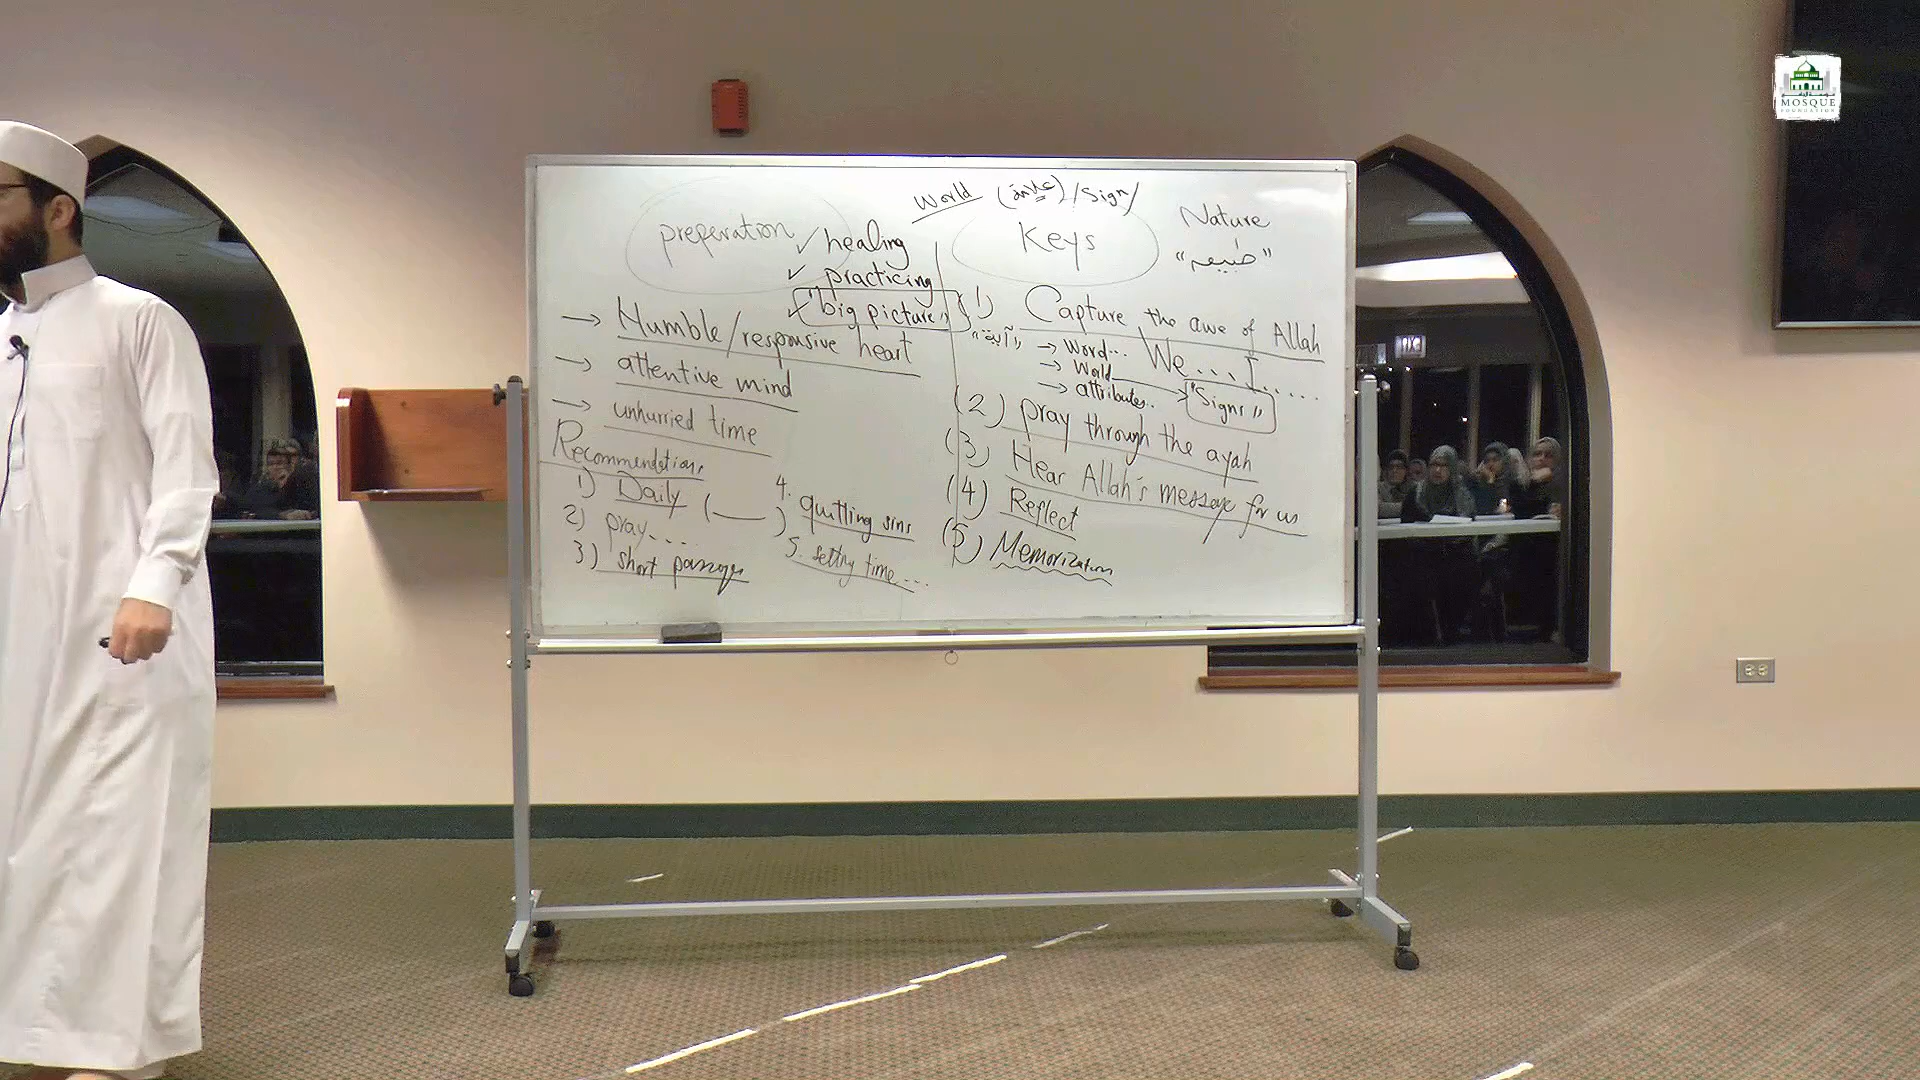 World (علامة) / Sign /
preparation
✓ healing
✓ practicing
✓ "big picture"
→ Humble/responsive heart
→ attentive mind
→ unhurried time
Recommendations
1) Daily (—)
2) pray....
3) short passages
4. quitting sins
5. setting time...
Keys
Nature
"طبيعة"
(1) Capture the awe of Allah
"آية"
→ Word...
→ World
→ attributes..
We.... I....
"Signs"
(2) pray through the ayah
(3) Hear Allah's message for us
(4) Reflect
(5) Memorization
MOSQUE
FOUNDATION